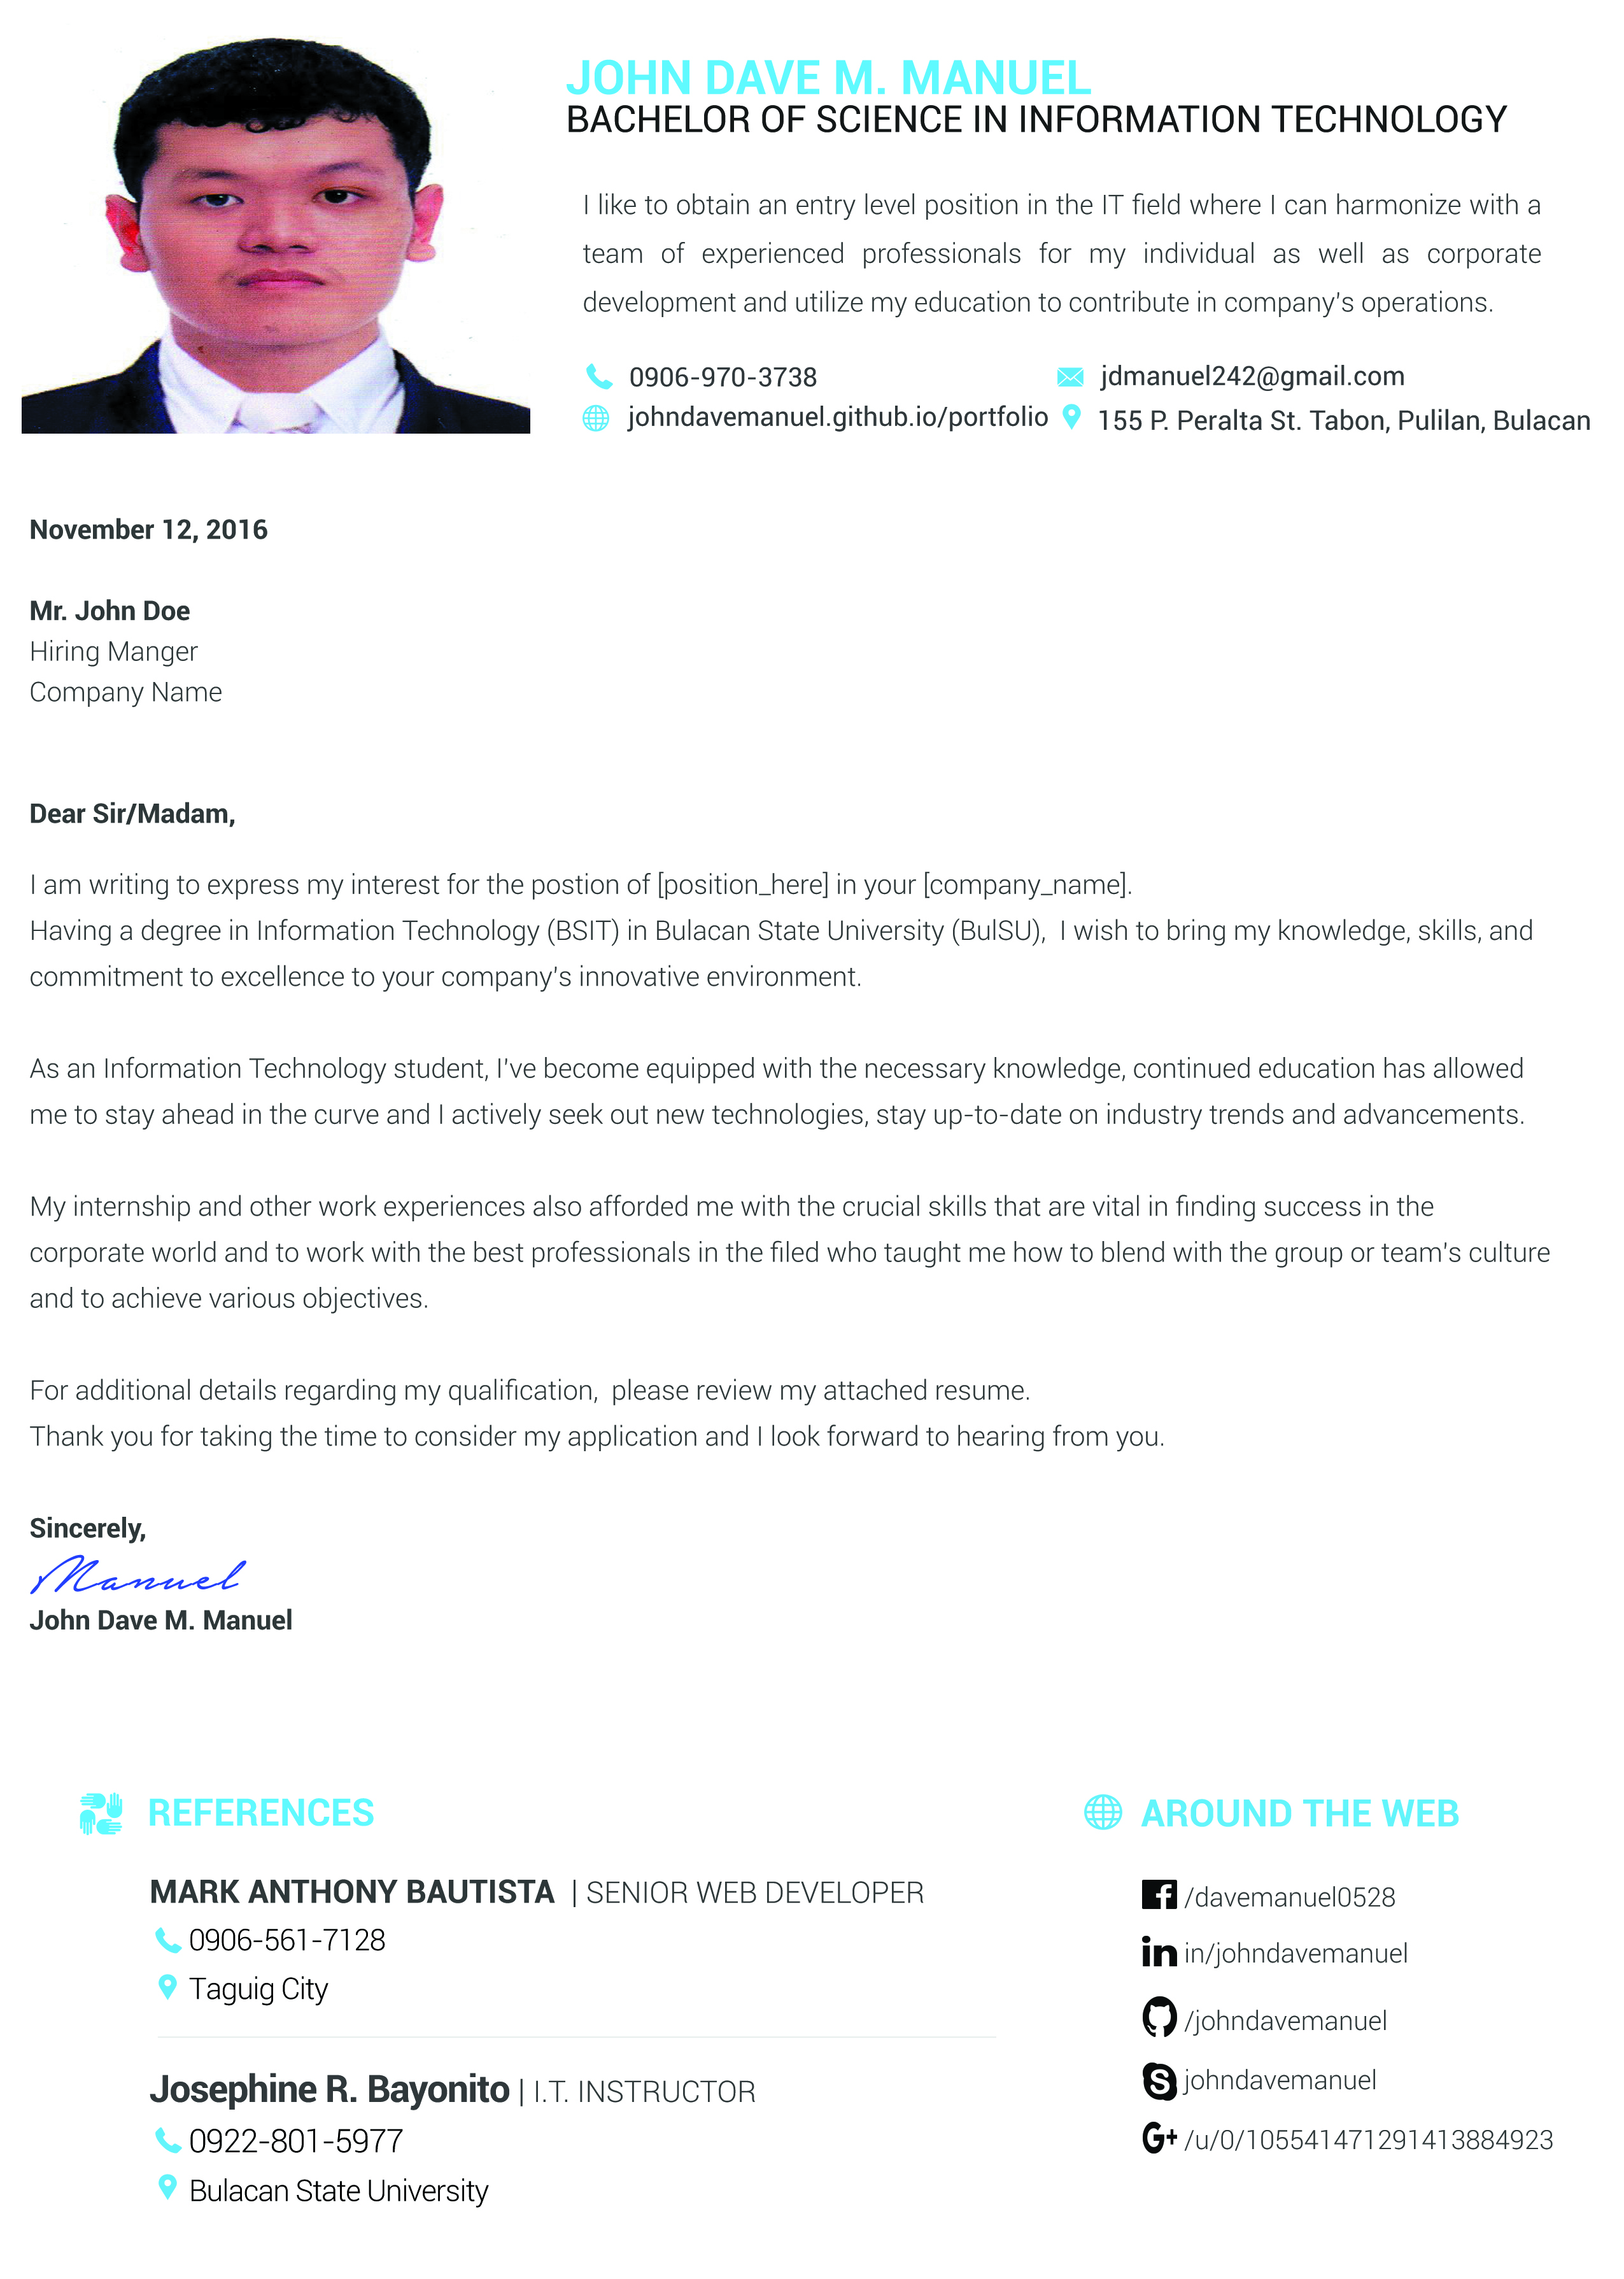 JOHN DAVE M. MANUEL
BACHELOR OF SCIENCE IN INFORMATION TECHNOLOGY
I like to obtain an entry level position in the IT field where I can harmonize with a
team of experienced professionals for my individual as well as corporate
development and utilize my education to contribute in company's operations.
0906-970-3738
jdmanuel242@gmail.com
johndavemanuel.github.io/portfolio
155 P. Peralta St. Tabon, Pulilan, Bulacan
November 12, 2016
Mr. John Doe
Hiring Manger
Company Name
Dear Sir/Madam,
I am writing to express my interest for the postion of [position_here] in your [company_name].
Having a degree in Information Technology (BSIT) in Bulacan State University (BulSU),  I wish to bring my knowledge, skills, and
commitment to excellence to your company's innovative environment.
As an Information Technology student, I've become equipped with the necessary knowledge, continued education has allowed
me to stay ahead in the curve and I actively seek out new technologies, stay up-to-date on industry trends and advancements.
My internship and other work experiences also afforded me with the crucial skills that are vital in finding success in the
corporate world and to work with the best professionals in the filed who taught me how to blend with the group or team's culture
and to achieve various objectives.
For additional details regarding my qualification,  please review my attached resume.
Thank you for taking the time to consider my application and I look forward to hearing from you.
Sincerely,
Manuel
John Dave M. Manuel
REFERENCES
MARK ANTHONY BAUTISTA | SENIOR WEB DEVELOPER
0906-561-7128
Taguig City
Josephine R. Bayonito | I.T. INSTRUCTOR
0922-801-5977
Bulacan State University
AROUND THE WEB
/davemanuel0528
in/johndavemanuel
/johndavemanuel
johndavemanuel
G+ /u/0/105541471291413884923